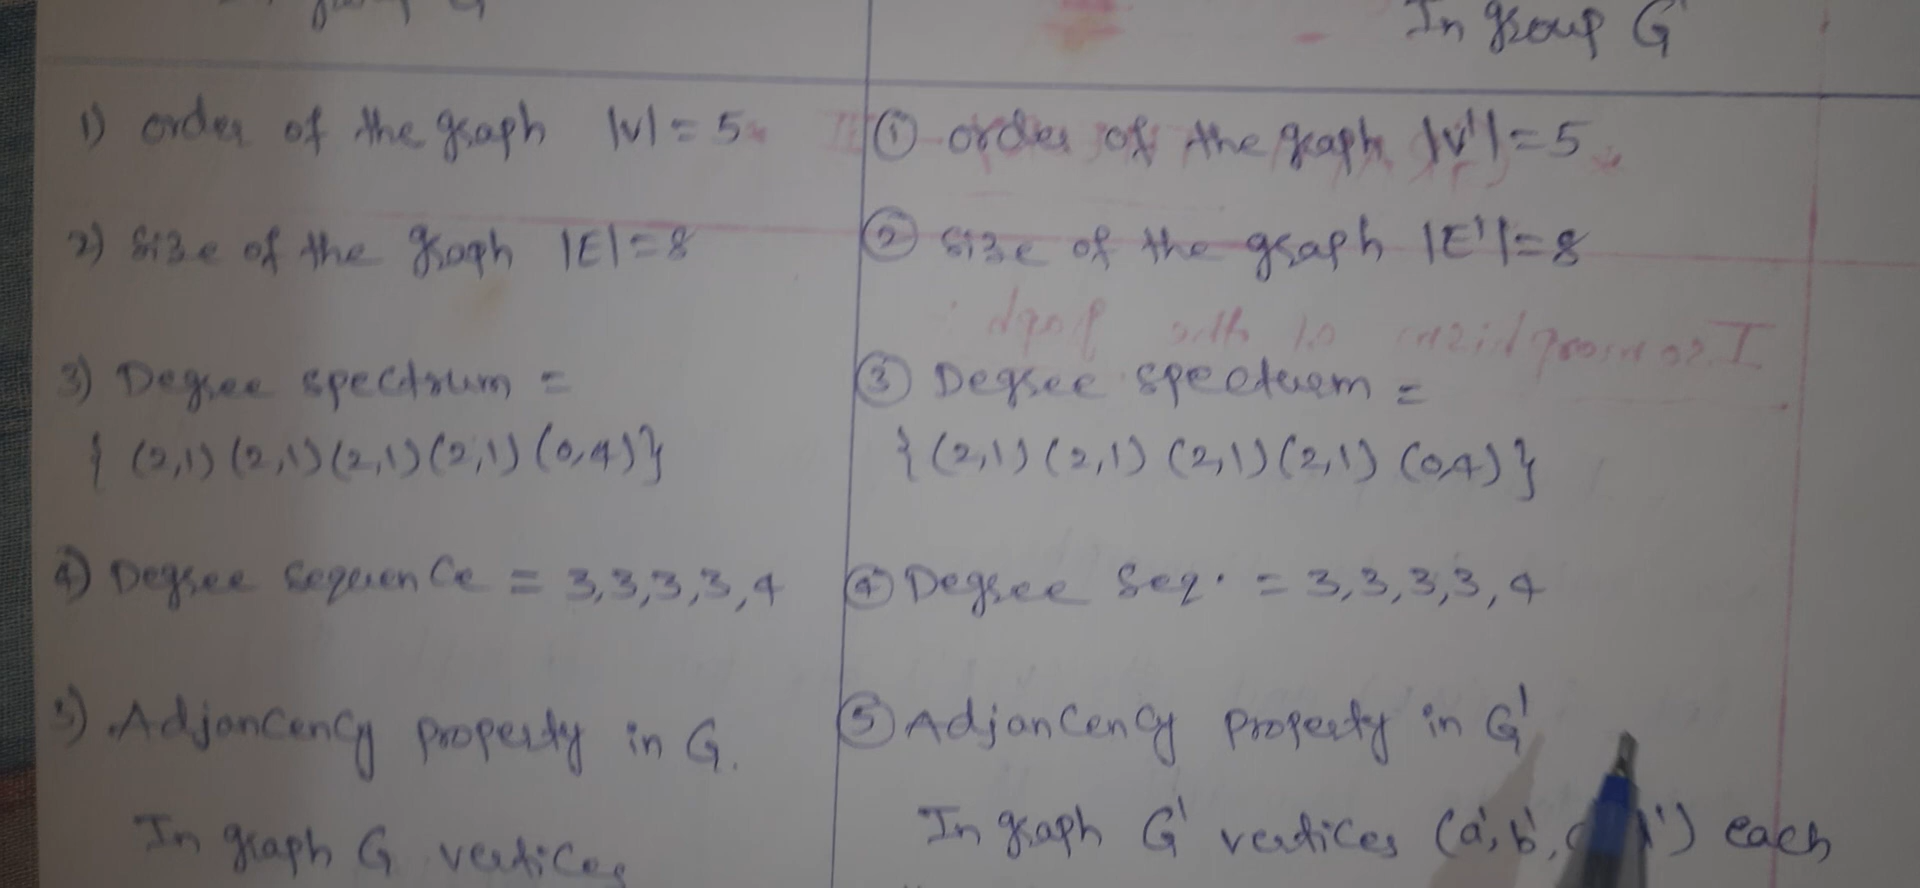 group G
In group G'
1) order of the graph |V| = 5
① order of the graph |V'| = 5
2) size of the graph |E| = 8
② size of the graph |E'| = 8
3) Degree spectrum =
③ Degree spectrum =
{ (2,1) (2,1) (2,1) (2,1) (0,4) }
{ (2,1) (2,1) (2,1) (2,1) (0,4) }
4) Degree sequence = 3,3,3,3,4
④ Degree seq. = 3,3,3,3,4
5) Adjancency property in G.
⑤ Adjancency property in G'
In graph G vertices
In graph G' vertices (a', b', each